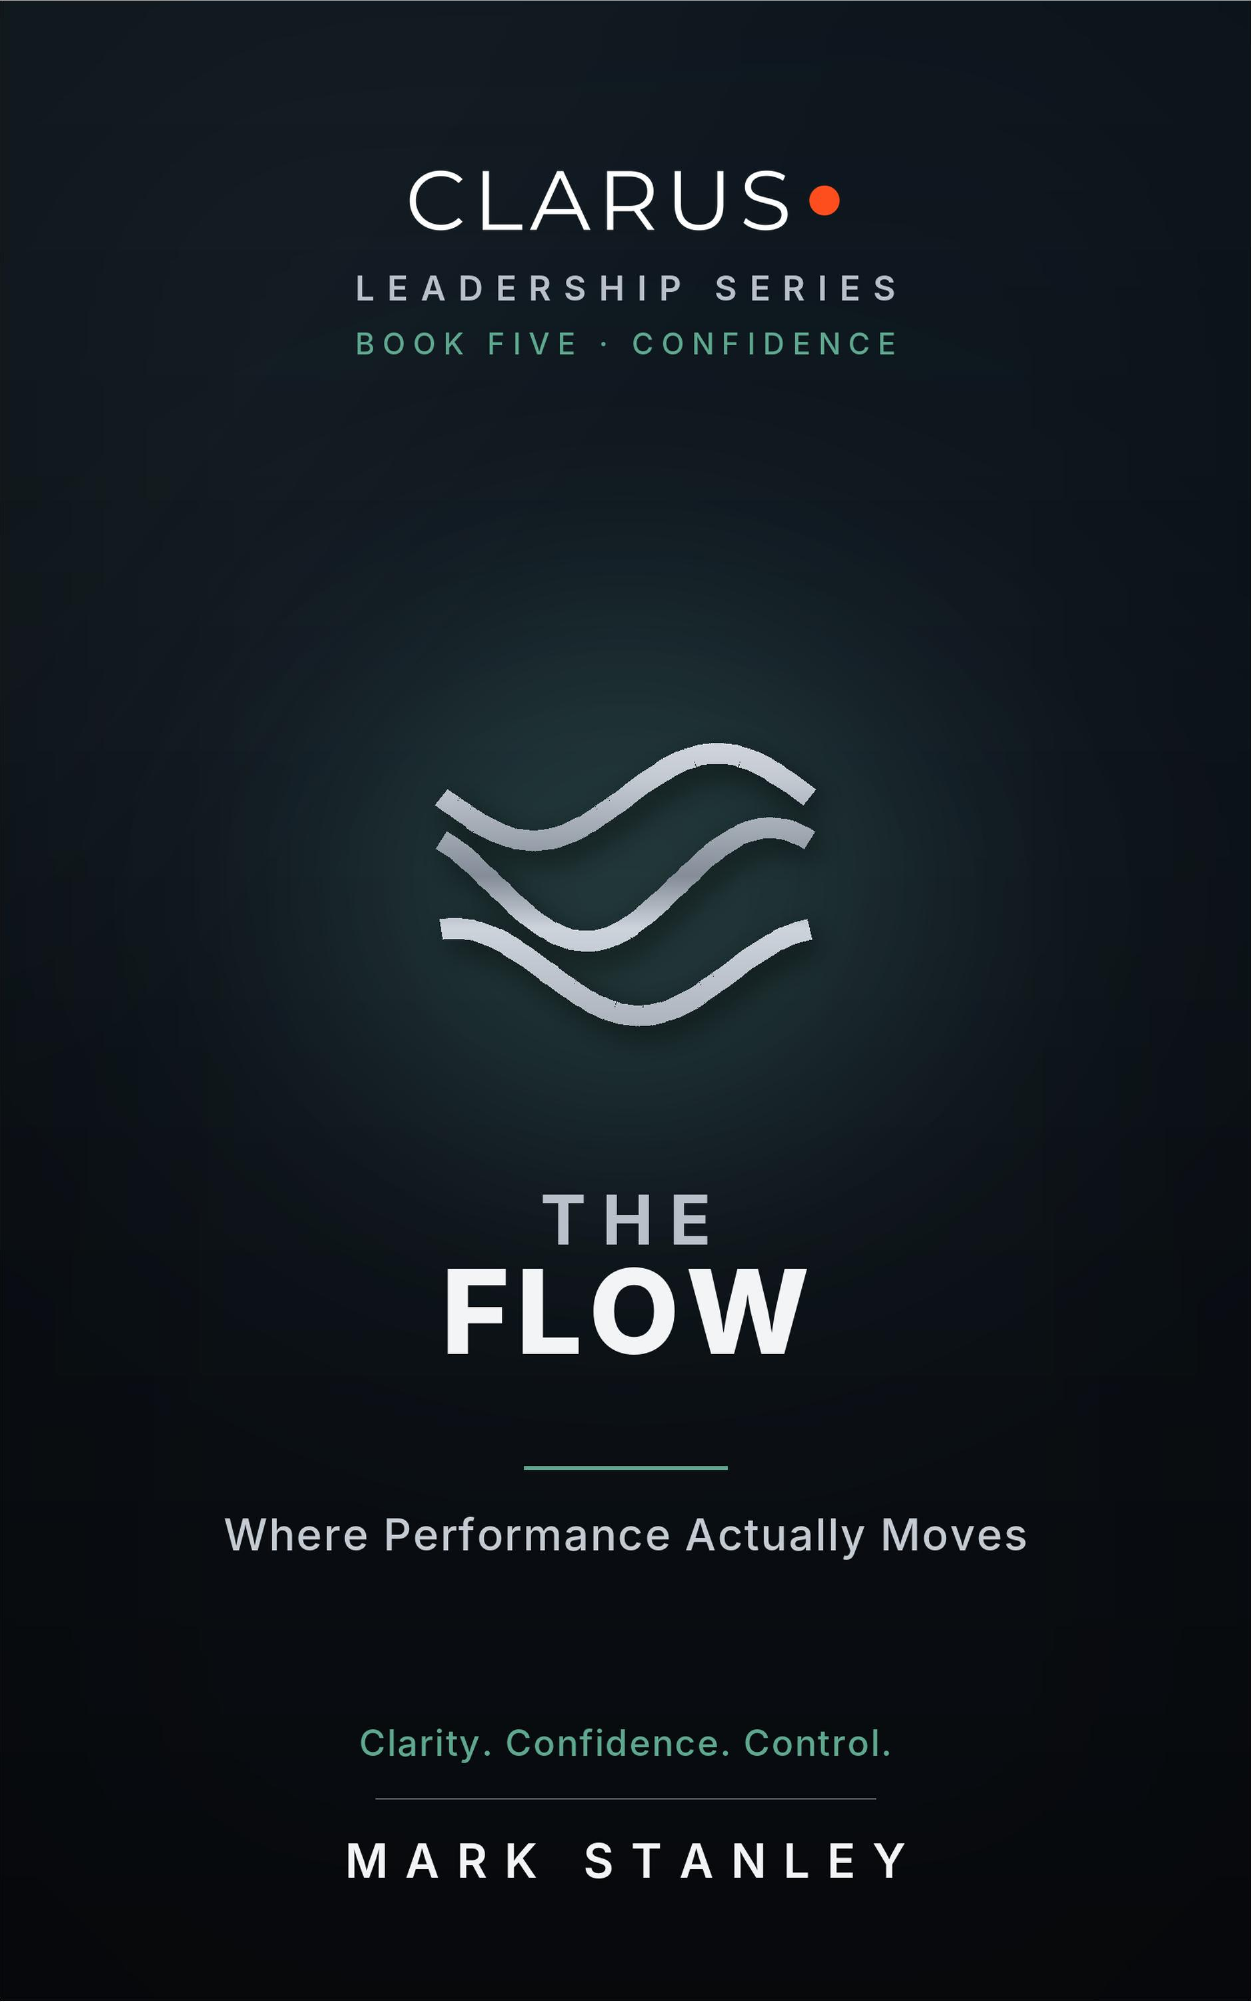 CLARUS
LEADERSHIP SERIES
BOOK FIVE · CONFIDENCE
THE
FLOW
Where Performance Actually Moves
Clarity. Confidence. Control.
MARK STANLEY